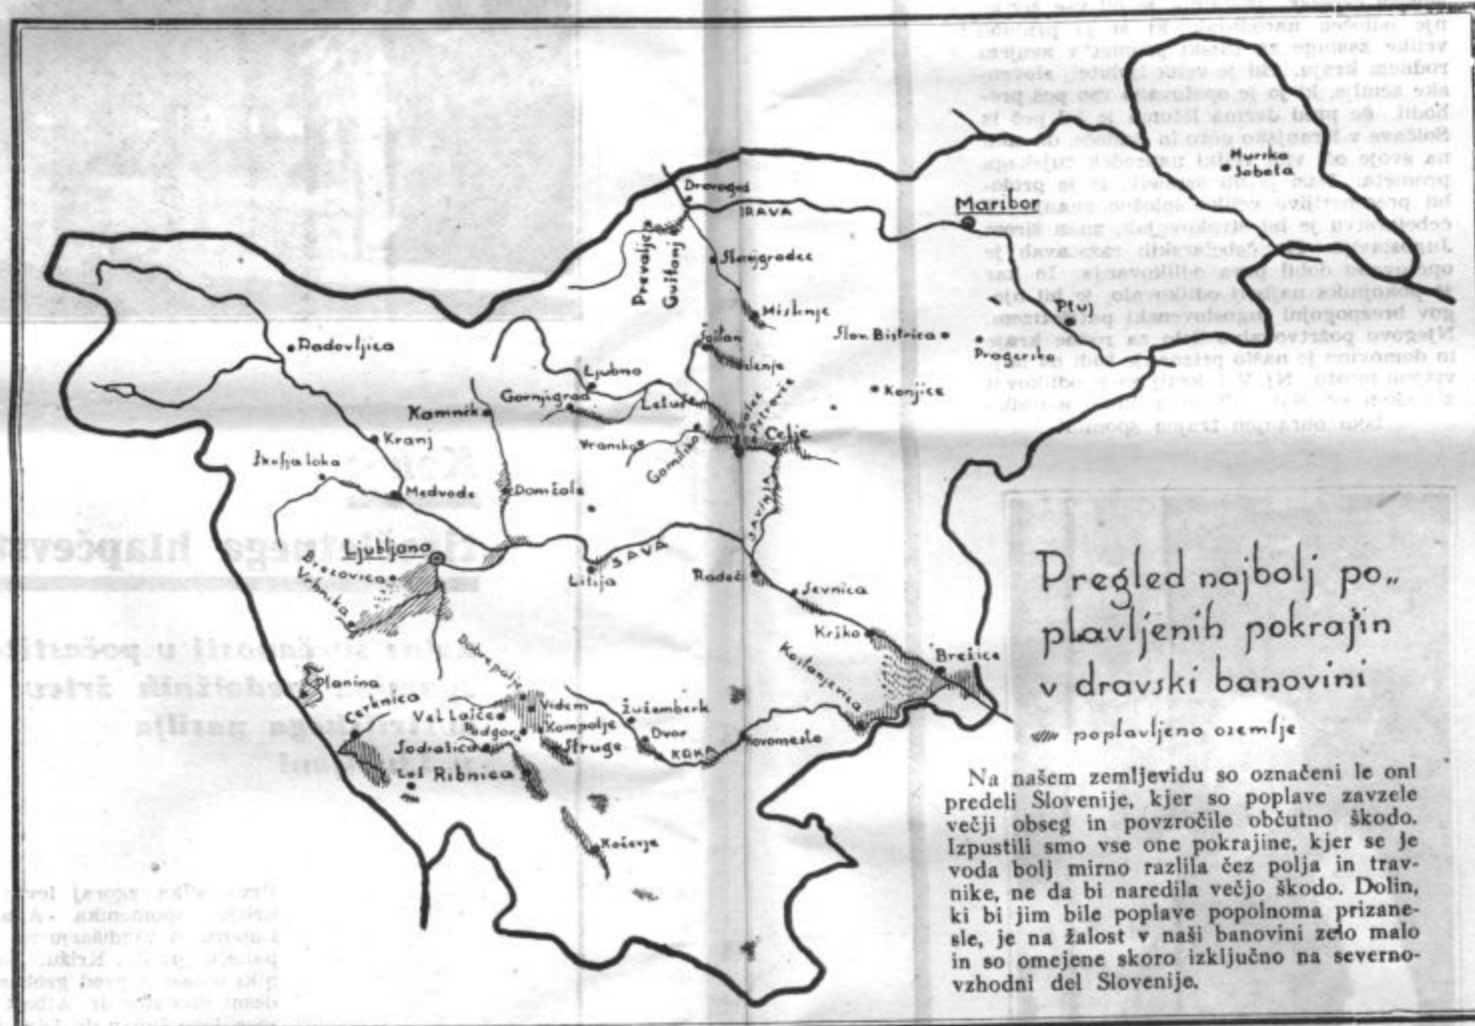 Murska
Sobota
Dravograd
DRAVA
Maribor
Prevalje
Guštanj
Slovjgradec
Mislinje
Ptuj
Slov. Bistrica
Pragersko
Radovljica
Šoštan
Ljubno
Konjice
Gornjigrad
Letuš
Kamnik
Kranj
Vransko
Gomilsko
Celje
Škofja Loka
Medvode
Domžale
SAVINJA
Ljubljana
SAVA
Litija
Radeče
Brezovica
Vrhnika
Sevnica
Krško
Brežice
Kostanjevica
Dobrepolje
Planina
Cerknica
Videm
Vel Lašče
Kompolje
Žužemberk
Podgor
Struge
Dvor
KRKA
Novomesto
Sodražica
Lož
Ribnica
Kočevje
Pregled najbolj po„
plavljenih pokrajin
v dravski banovini
poplavljeno ozemlje
Na našem zemljevidu so označeni le oni
predeli Slovenije, kjer so poplave zavzele
večji obseg in povzročile občutno škodo.
Izpustili smo vse one pokrajine, kjer se je
voda bolj mirno razlila čez polja in trav-
nike, ne da bi naredila večjo škodo. Dolin,
ki bi jim bile poplave popolnoma prizane-
sle, je na žalost v naši banovini zelo malo
in so omejene skoro izključno na severno-
vzhodni del Slovenije.